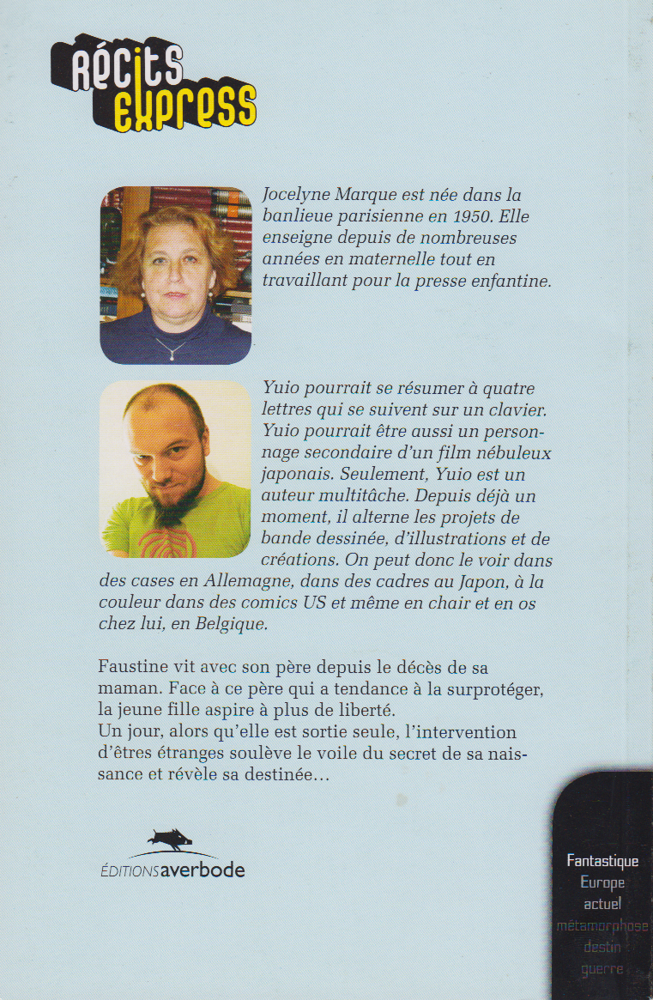 Récits
express
Jocelyne Marque est née dans la
banlieue parisienne en 1950. Elle
enseigne depuis de nombreuses
années en maternelle tout en
travaillant pour la presse enfantine.
Yuio pourrait se résumer à quatre
lettres qui se suivent sur un clavier.
Yuio pourrait être aussi un person-
nage secondaire d'un film nébuleux
japonais. Seulement, Yuio est un
auteur multitâche. Depuis déjà un
moment, il alterne les projets de
bande dessinée, d'illustrations et de
créations. On peut donc le voir dans
des cases en Allemagne, dans des cadres au Japon, à la
couleur dans des comics US et même en chair et en os
chez lui, en Belgique.
Faustine vit avec son père depuis le décès de sa
maman. Face à ce père qui a tendance à la surprotéger,
la jeune fille aspire à plus de liberté.
Un jour, alors qu'elle est sortie seule, l'intervention
d'êtres étranges soulève le voile du secret de sa nais-
sance et révèle sa destinée...
ÉDITIONS averbode
Fantastique
Europe
actuel
métamorphose
destin
guerre